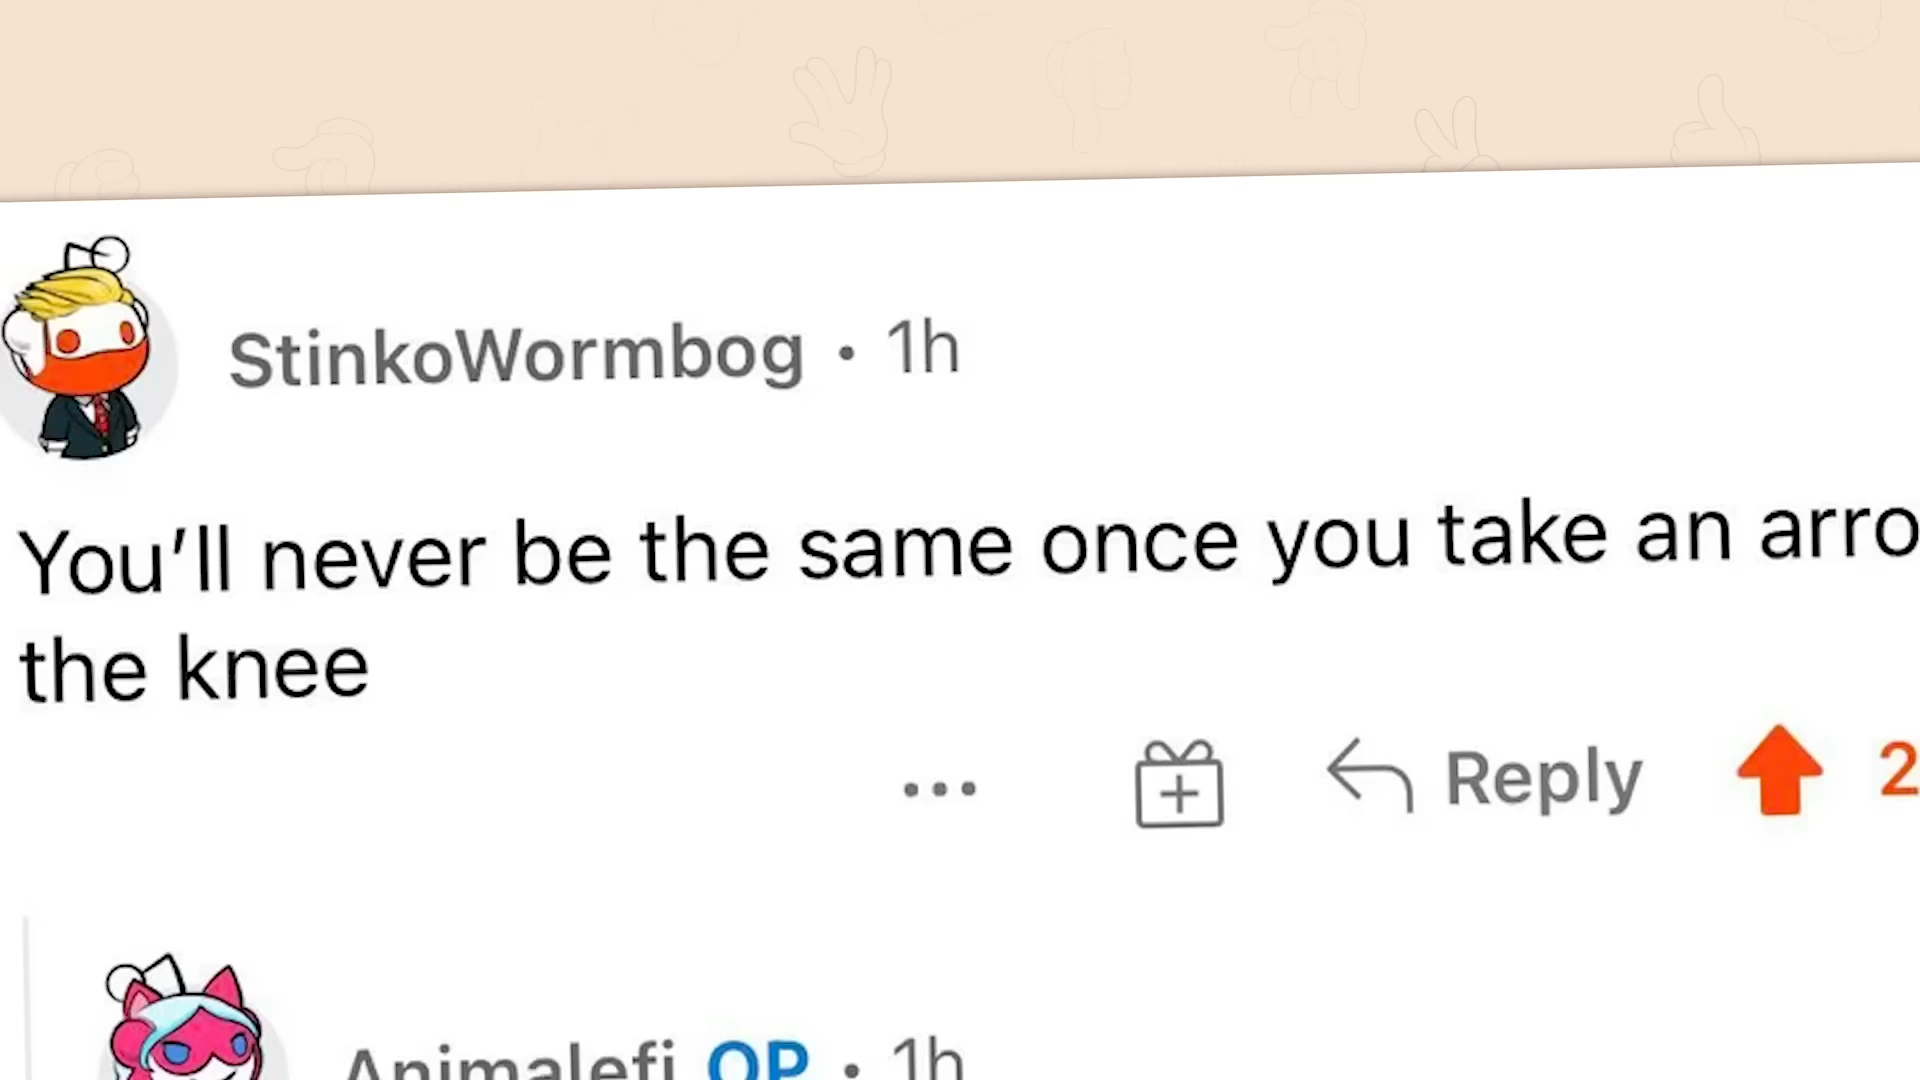 StinkoWormbog • 1h
You'll never be the same once you take an arro
the knee
Reply 2
Animalefi OP • 1h